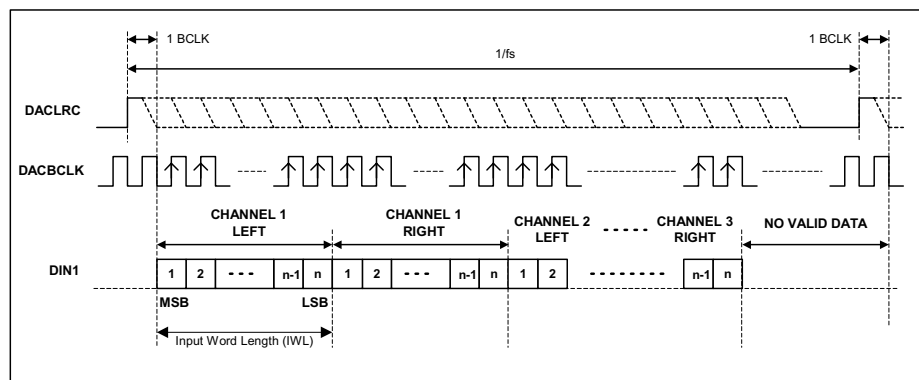 1 BCLK
1 BCLK
1/fs
DACLRC
DACBCLK
CHANNEL 1
LEFT
CHANNEL 1
RIGHT
CHANNEL 2
LEFT
CHANNEL 3
RIGHT
NO VALID DATA
DIN1
1 2 n-1 n 1 2 n-1 n 1 2 n-1 n
MSB LSB
Input Word Length (IWL)